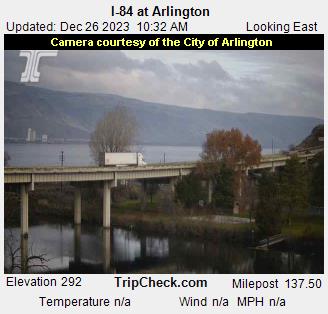 I-84 at Arlington
Updated: Dec 26 2023 10:32 AM Looking East
Camera courtesy of the City of Arlington
Elevation 292 TripCheck.com Milepost 137.50
Temperature n/a Wind n/a MPH n/a